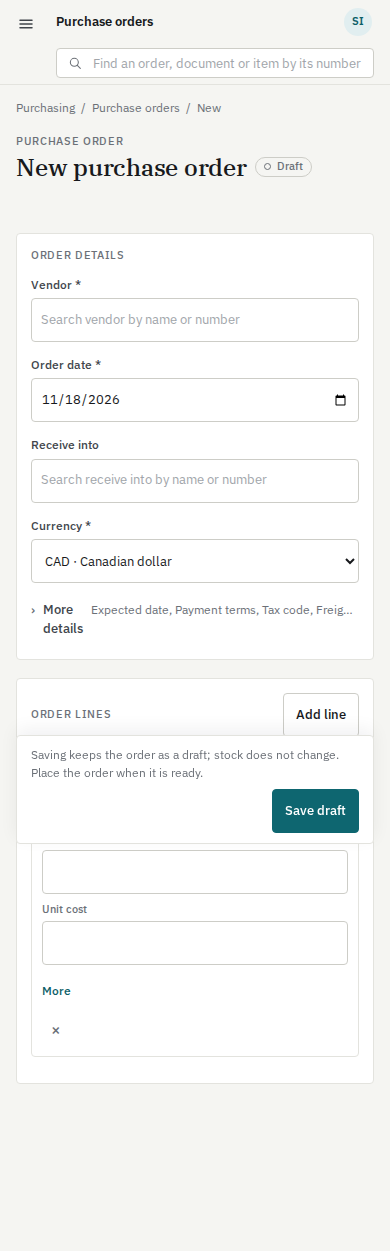 Purchase orders
SI
Find an order, document or item by its number
Purchasing / Purchase orders / New
PURCHASE ORDER
New purchase order
Draft
ORDER DETAILS
Vendor *
Search vendor by name or number
Order date *
11/18/2026
Receive into
Search receive into by name or number
Currency *
CAD · Canadian dollar
› More details
Expected date, Payment terms, Tax code, Freig...
ORDER LINES
Add line
Saving keeps the order as a draft; stock does not change.
Place the order when it is ready.
Save draft
Unit cost
More
×